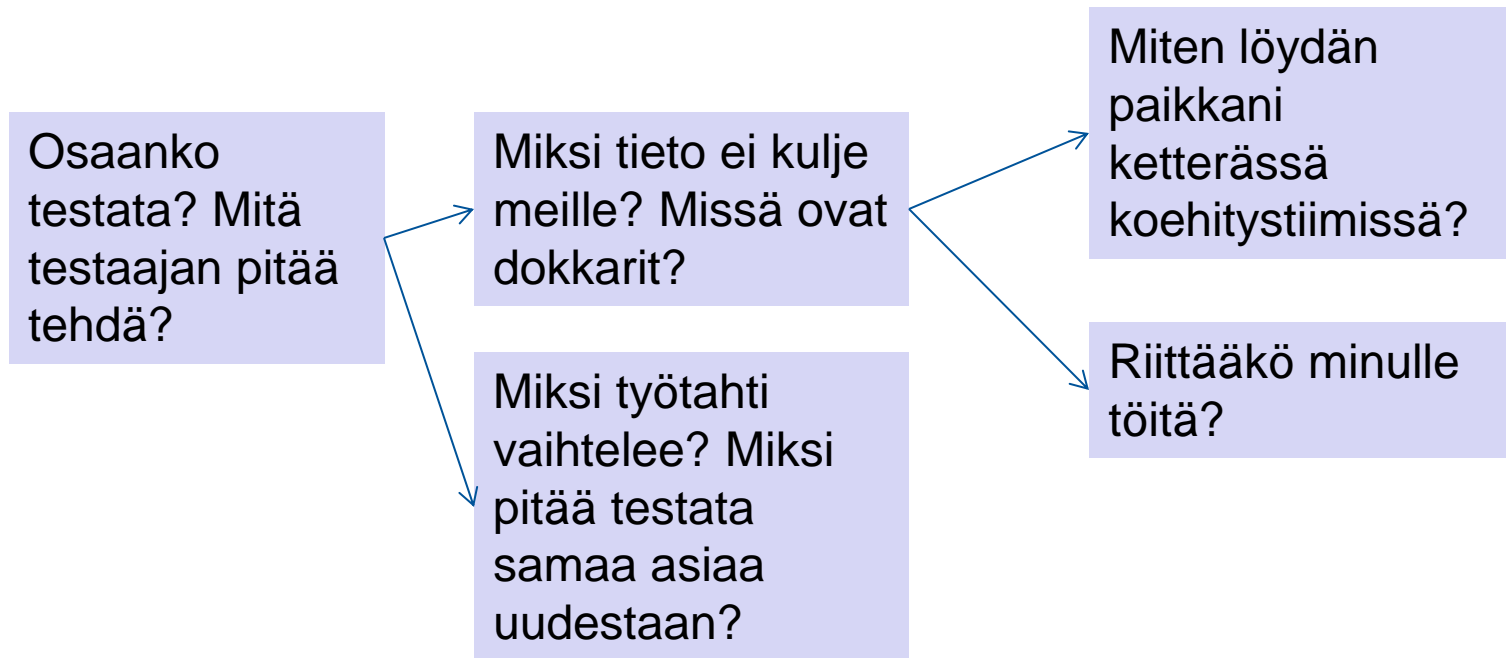 Osaanko
testata? Mitä
testaajan pitää
tehdä?
Miksi tieto ei kulje
meille? Missä ovat
dokkarit?
Miksi työtahti
vaihtelee? Miksi
pitää testata
samaa asiaa
uudestaan?
Miten löydän
paikkani
ketterässä
koehitystiimissä?
Riittääkö minulle
töitä?